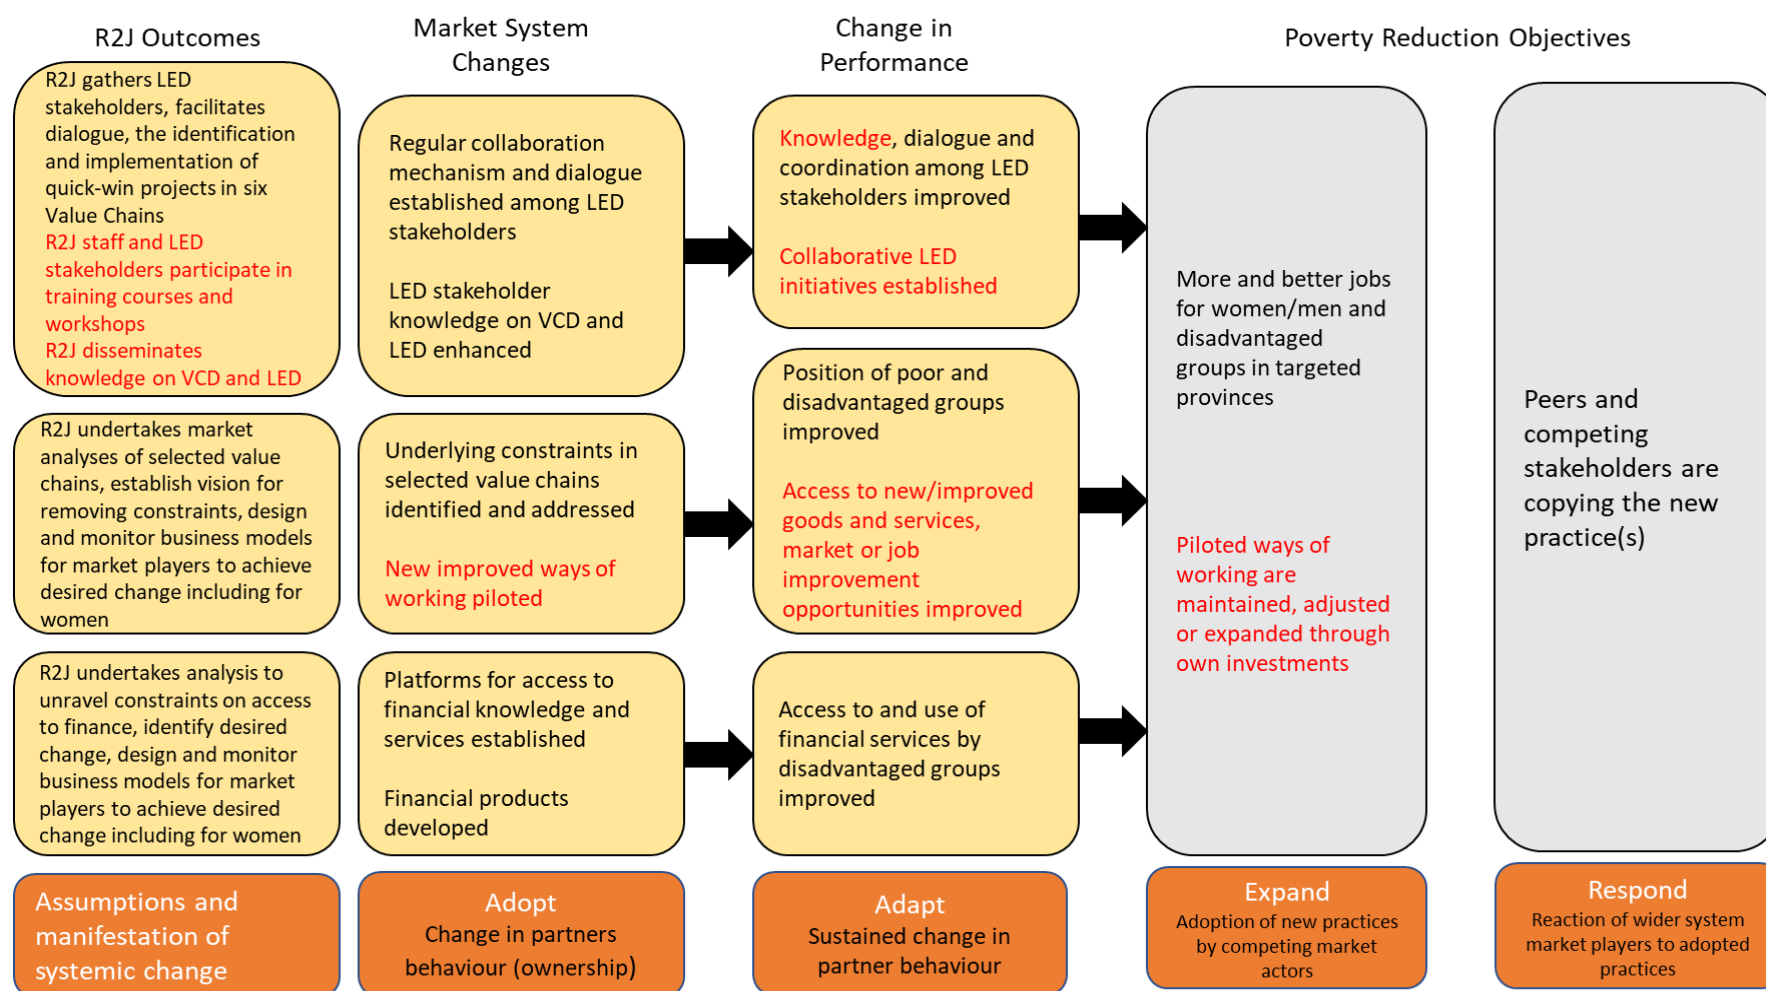 R2J Outcomes
Market System
Changes
Change in
Performance
Poverty Reduction Objectives
R2J gathers LED
stakeholders, facilitates
dialogue, the identification
and implementation of
quick-win projects in six
Value Chains
R2J staff and LED
stakeholders participate in
training courses and
workshops
R2J disseminates
knowledge on VCD and LED
Regular collaboration
mechanism and dialogue
established among LED
stakeholders
LED stakeholder
knowledge on VCD and
LED enhanced
Knowledge, dialogue and
coordination among LED
stakeholders improved
Collaborative LED
initiatives established
R2J undertakes market
analyses of selected value
chains, establish vision for
removing constraints, design
and monitor business models
for market players to achieve
desired change including for
women
Underlying constraints in
selected value chains
identified and addressed
New improved ways of
working piloted
Position of poor and
disadvantaged groups
improved
Access to new/improved
goods and services,
market or job
improvement
opportunities improved
R2J undertakes analysis to
unravel constraints on access
to finance, identify desired
change, design and monitor
business models for market
players to achieve desired
change including for women
Platforms for access to
financial knowledge and
services established
Financial products
developed
Access to and use of
financial services by
disadvantaged groups
improved
More and better jobs
for women/men and
disadvantaged
groups in targeted
provinces
Piloted ways of
working are
maintained, adjusted
or expanded through
own investments
Peers and
competing
stakeholders are
copying the new
practice(s)
Assumptions and
manifestation of
systemic change
Adopt
Change in partners
behaviour (ownership)
Adapt
Sustained change in
partner behaviour
Expand
Adoption of new practices
by competing market
actors
Respond
Reaction of wider system
market players to adopted
practices